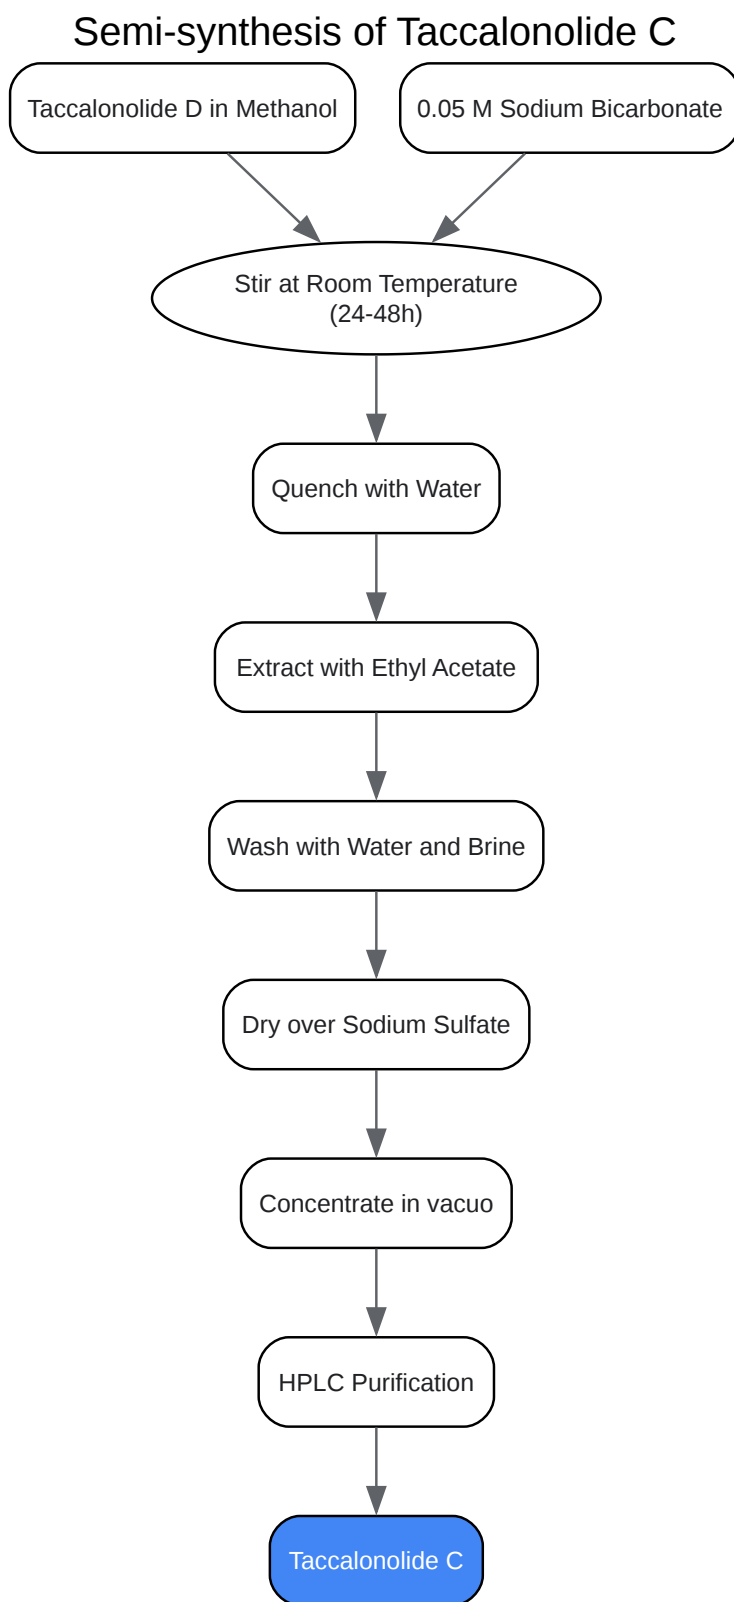 Semi-synthesis of Taccalonolide C
Taccalonolide D in Methanol
0.05 M Sodium Bicarbonate
Stir at Room Temperature
(24-48h)
Quench with Water
Extract with Ethyl Acetate
Wash with Water and Brine
Dry over Sodium Sulfate
Concentrate in vacuo
HPLC Purification
Taccalonolide C